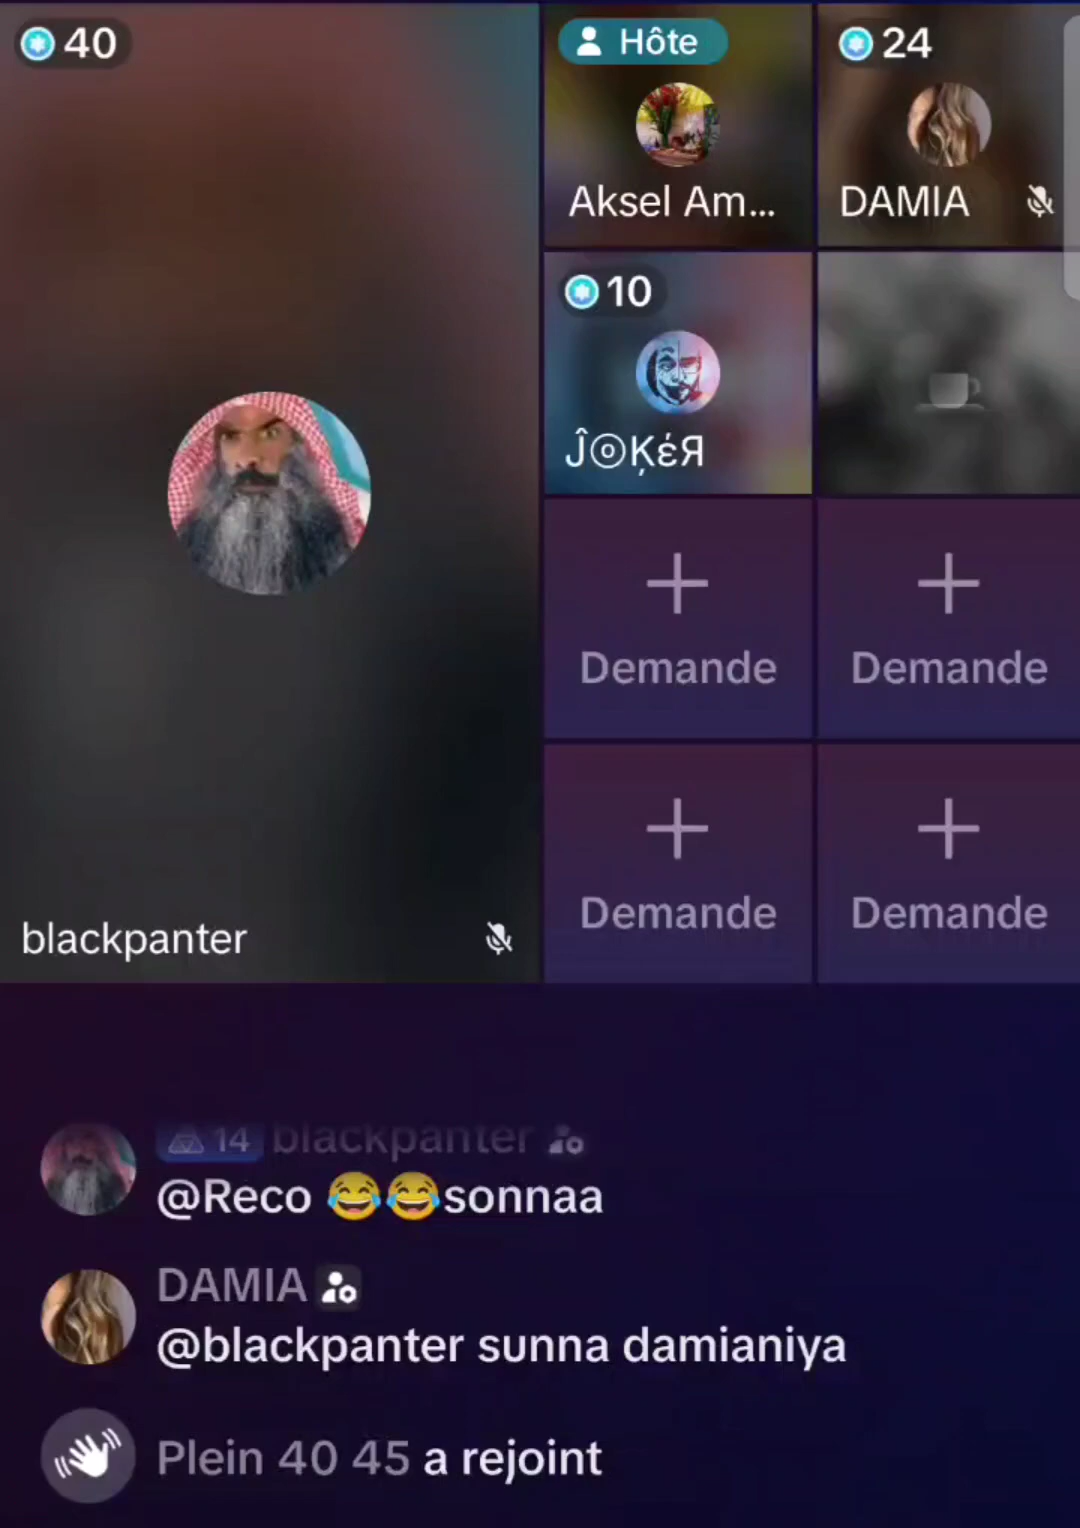 40
Hôte
24
Aksel Am...
DAMIA
10
Ĵ⊙ĶέЯ
Demande
Demande
Demande
Demande
blackpanter
14 blackpanter
@Reco 😂😂sonnaa
DAMIA
@blackpanter sunna damianiya
Plein 40 45 a rejoint